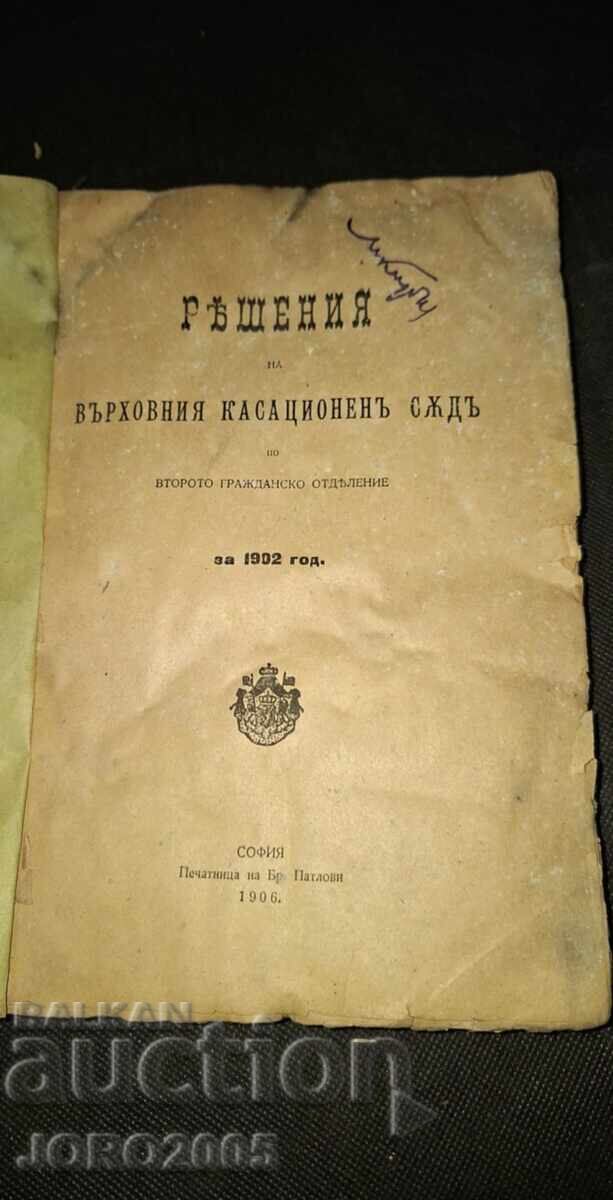 РѢШЕНИЯ
НА
ВЪРХОВНИЯ КАСАЦИОНЕНЪ СѪДЪ
ПО
ВТОРОТО ГРАЖДАНСКО ОТДѢЛЕНИЕ
за 1902 год.
СОФИЯ
Печатница на Бр. Патлови
1906.
BALKAN
auction
JORO2005